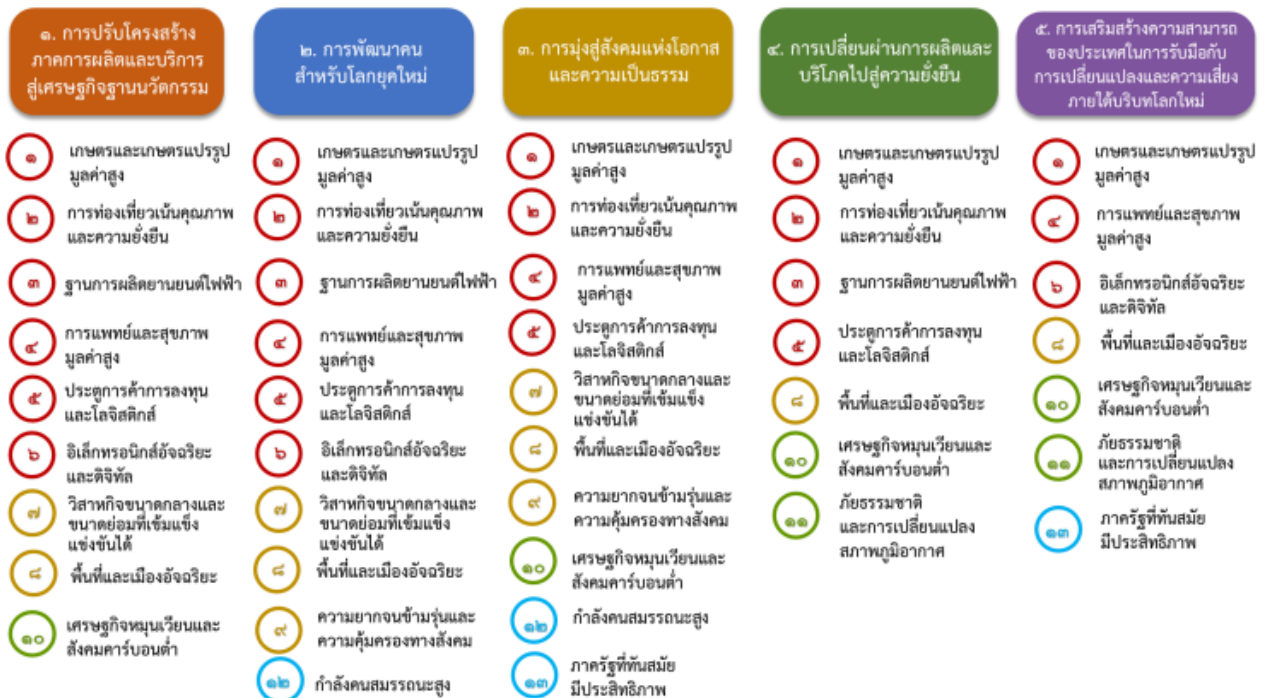 ๑. การปรับโครงสร้าง
ภาคการผลิตและบริการ
สู่เศรษฐกิจฐานนวัตกรรม
๑
เกษตรและเกษตรแปรรูป
มูลค่าสูง
๒
การท่องเที่ยวเน้นคุณภาพ
และความยั่งยืน
๓
ฐานการผลิตยานยนต์ไฟฟ้า
๔
การแพทย์และสุขภาพ
มูลค่าสูง
๕
ประตูการค้าการลงทุน
และโลจิสติกส์
๖
อิเล็กทรอนิกส์อัจฉริยะ
และดิจิทัล
๗
วิสาหกิจขนาดกลางและ
ขนาดย่อมที่เข้มแข็ง
แข่งขันได้
๘
พื้นที่และเมืองอัจฉริยะ
๑๐
เศรษฐกิจหมุนเวียนและ
สังคมคาร์บอนต่ำ
๒. การพัฒนาคน
สำหรับโลกยุคใหม่
๑
เกษตรและเกษตรแปรรูป
มูลค่าสูง
๒
การท่องเที่ยวเน้นคุณภาพ
และความยั่งยืน
๓
ฐานการผลิตยานยนต์ไฟฟ้า
๔
การแพทย์และสุขภาพ
มูลค่าสูง
๕
ประตูการค้าการลงทุน
และโลจิสติกส์
๖
อิเล็กทรอนิกส์อัจฉริยะ
และดิจิทัล
๗
วิสาหกิจขนาดกลางและ
ขนาดย่อมที่เข้มแข็ง
แข่งขันได้
๘
พื้นที่และเมืองอัจฉริยะ
๙
ความยากจนข้ามรุ่นและ
ความคุ้มครองทางสังคม
๑๒
กำลังคนสมรรถนะสูง
๓. การมุ่งสู่สังคมแห่งโอกาส
และความเป็นธรรม
๑
เกษตรและเกษตรแปรรูป
มูลค่าสูง
๒
การท่องเที่ยวเน้นคุณภาพ
และความยั่งยืน
๔
การแพทย์และสุขภาพ
มูลค่าสูง
๕
ประตูการค้าการลงทุน
และโลจิสติกส์
๗
วิสาหกิจขนาดกลางและ
ขนาดย่อมที่เข้มแข็ง
แข่งขันได้
๘
พื้นที่และเมืองอัจฉริยะ
๙
ความยากจนข้ามรุ่นและ
ความคุ้มครองทางสังคม
๑๐
เศรษฐกิจหมุนเวียนและ
สังคมคาร์บอนต่ำ
๑๒
กำลังคนสมรรถนะสูง
๑๓
ภาครัฐที่ทันสมัย
มีประสิทธิภาพ
๔. การเปลี่ยนผ่านการผลิตและ
บริโภคไปสู่ความยั่งยืน
๑
เกษตรและเกษตรแปรรูป
มูลค่าสูง
๒
การท่องเที่ยวเน้นคุณภาพ
และความยั่งยืน
๓
ฐานการผลิตยานยนต์ไฟฟ้า
๕
ประตูการค้าการลงทุน
และโลจิสติกส์
๘
พื้นที่และเมืองอัจฉริยะ
๑๐
เศรษฐกิจหมุนเวียนและ
สังคมคาร์บอนต่ำ
๑๑
ภัยธรรมชาติ
และการเปลี่ยนแปลง
สภาพภูมิอากาศ
๕. การเสริมสร้างความสามารถ
ของประเทศในการรับมือกับ
การเปลี่ยนแปลงและความเสี่ยง
ภายใต้บริบทโลกใหม่
๑
เกษตรและเกษตรแปรรูป
มูลค่าสูง
๔
การแพทย์และสุขภาพ
มูลค่าสูง
๖
อิเล็กทรอนิกส์อัจฉริยะ
และดิจิทัล
๘
พื้นที่และเมืองอัจฉริยะ
๑๐
เศรษฐกิจหมุนเวียนและ
สังคมคาร์บอนต่ำ
๑๑
ภัยธรรมชาติ
และการเปลี่ยนแปลง
สภาพภูมิอากาศ
๑๓
ภาครัฐที่ทันสมัย
มีประสิทธิภาพ